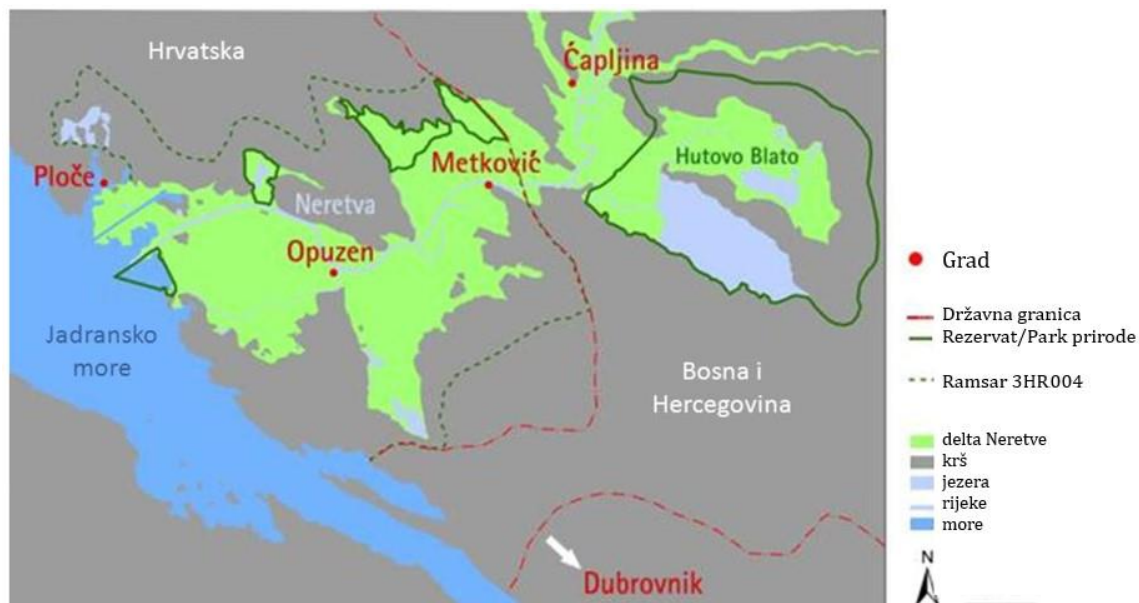 Hrvatska
Ćapljina
Ploče
Metković
Hutovo Blato
Neretva
Opuzen
Jadransko
more
Bosna i
Hercegovina
Dubrovnik
Grad
Državna granica
Rezervat/Park prirode
Ramsar 3HR004
delta Neretve
krš
jezera
rijeke
more
N